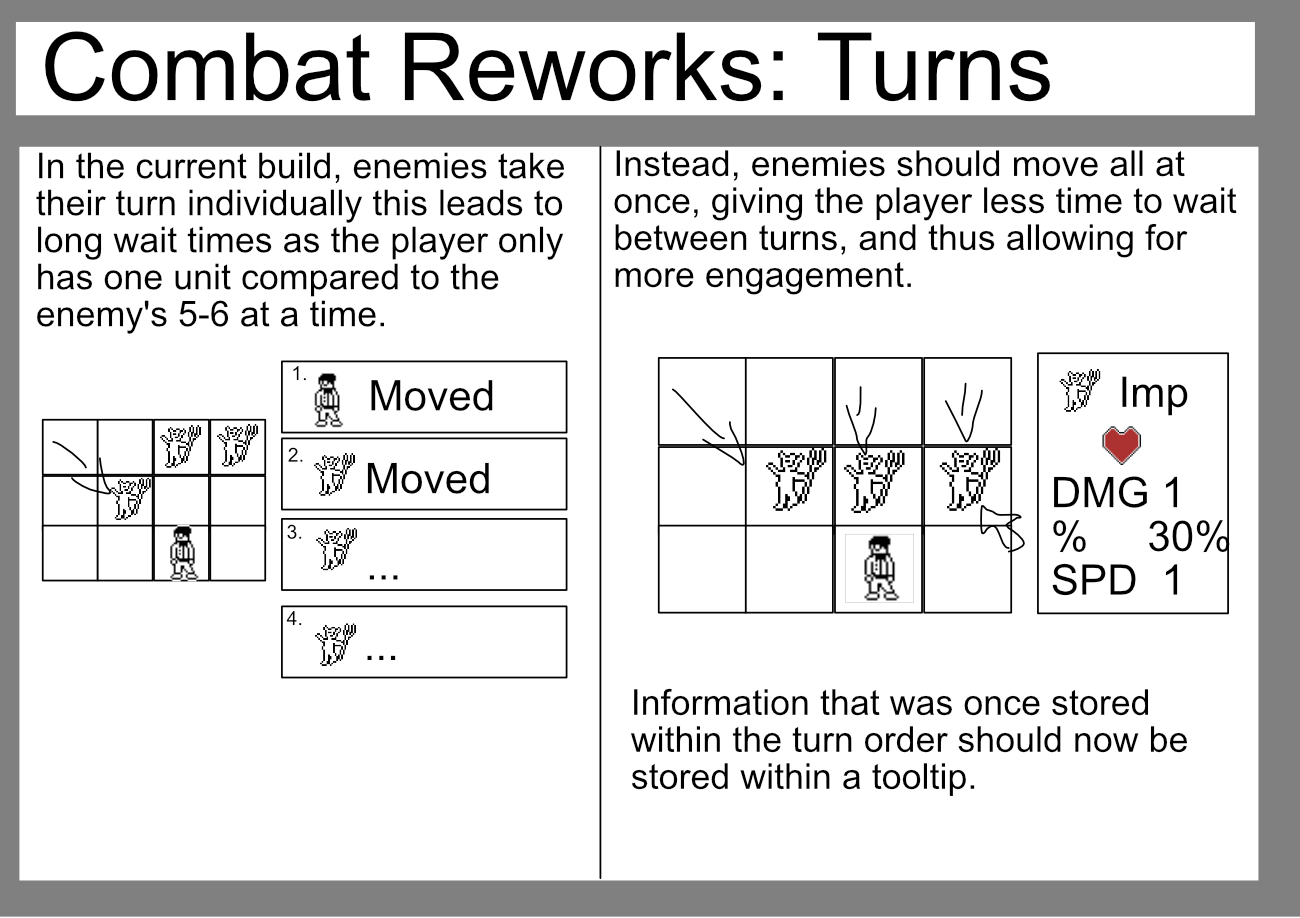 Combat Reworks: Turns
In the current build, enemies take
their turn individually this leads to
long wait times as the player only
has one unit compared to the
enemy's 5-6 at a time.
1.
Moved
2.
Moved
3.
...
4.
...
Instead, enemies should move all at
once, giving the player less time to wait
between turns, and thus allowing for
more engagement.
Imp
DMG 1
% 30%
SPD 1
Information that was once stored
within the turn order should now be
stored within a tooltip.